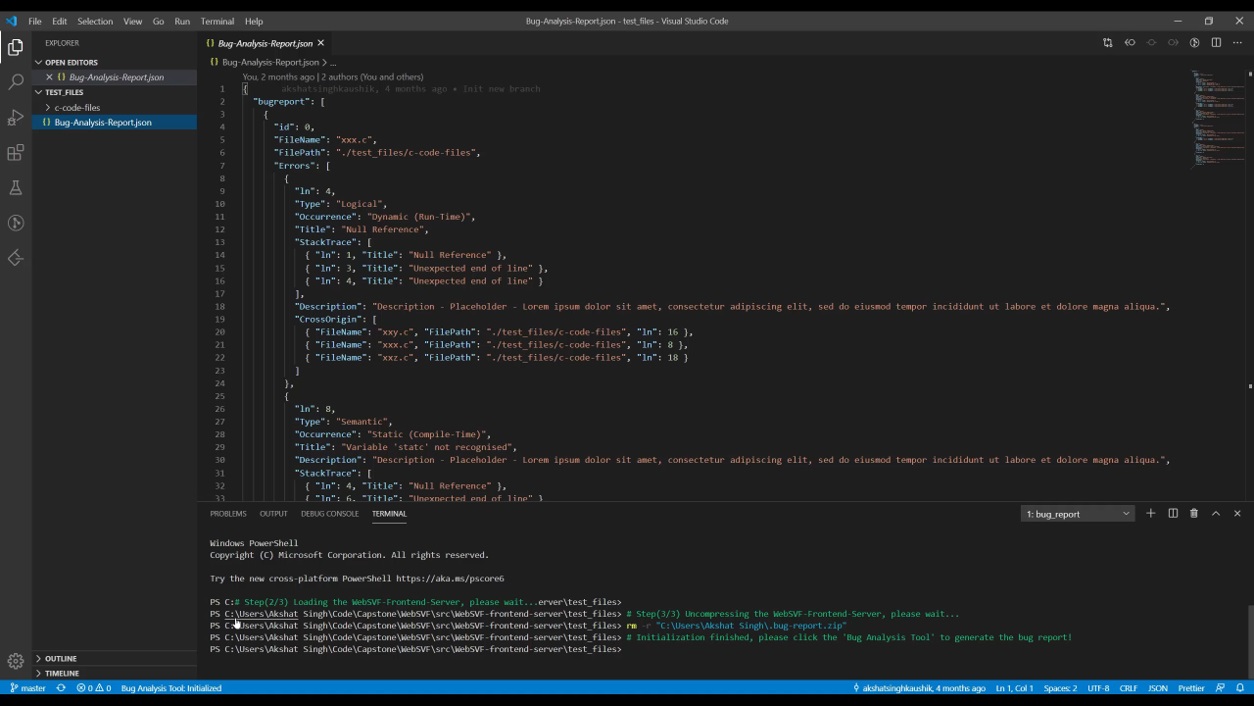 File Edit Selection View Go Run Terminal Help
Bug-Analysis-Report.json - test_files - Visual Studio Code
EXPLORER
OPEN EDITORS
Bug-Analysis-Report.json
TEST_FILES
c-code-files
{} Bug-Analysis-Report.json
OUTLINE
TIMELINE
{} Bug-Analysis-Report.json
{} Bug-Analysis-Report.json > ...
You, 2 months ago | 2 authors (You and others)
1 { akshatsinghkaushik, 4 months ago • Init new branch
2 "bugreport": [
3 {
4 "id": 0,
5 "FileName": "xxx.c",
6 "FilePath": "./test_files/c-code-files",
7 "Errors": [
8 {
9 "ln": 4,
10 "Type": "Logical",
11 "Occurrence": "Dynamic (Run-Time)",
12 "Title": "Null Reference",
13 "StackTrace": [
14 { "ln": 1, "Title": "Null Reference" },
15 { "ln": 3, "Title": "Unexpected end of line" },
16 { "ln": 4, "Title": "Unexpected end of line" }
17 ],
18 "Description": "Description - Placeholder - Lorem ipsum dolor sit amet, consectetur adipiscing elit, sed do eiusmod tempor incididunt ut labore et dolore magna aliqua.",
19 "CrossOrigin": [
20 { "FileName": "xxy.c", "FilePath": "./test_files/c-code-files", "ln": 16 },
21 { "FileName": "xxx.c", "FilePath": "./test_files/c-code-files", "ln": 8 },
22 { "FileName": "xxz.c", "FilePath": "./test_files/c-code-files", "ln": 18 }
23 ]
24 },
25 {
26 "ln": 8,
27 "Type": "Semantic",
28 "Occurrence": "Static (Compile-Time)",
29 "Title": "Variable 'statc' not recognised",
30 "Description": "Description - Placeholder - Lorem ipsum dolor sit amet, consectetur adipiscing elit, sed do eiusmod tempor incididunt ut labore et dolore magna aliqua.",
31 "StackTrace": [
32 { "ln": 4, "Title": "Null Reference" },
33 { "ln": 6, "Title": "Unexpected end of line" }
PROBLEMS OUTPUT DEBUG CONSOLE TERMINAL
1: bug_report
Windows PowerShell
Copyright (C) Microsoft Corporation. All rights reserved.
Try the new cross-platform PowerShell https://aka.ms/pscore6
PS C:# Step(2/3) Loading the WebSVF-Frontend-Server, please wait...erver\test_files>
PS C:\Users\Akshat Singh\Code\Capstone\WebSVF\src\WebSVF-frontend-server\test_files> # Step(3/3) Uncompressing the WebSVF-Frontend-Server, please wait...
PS C:\Users\Akshat Singh\Code\Capstone\WebSVF\src\WebSVF-frontend-server\test_files> rm -r "C:\Users\Akshat Singh\.bug-report.zip"
PS C:\Users\Akshat Singh\Code\Capstone\WebSVF\src\WebSVF-frontend-server\test_files> # Initialization finished, please click the 'Bug Analysis Tool' to generate the bug report!
PS C:\Users\Akshat Singh\Code\Capstone\WebSVF\src\WebSVF-frontend-server\test_files>
master 0 0 Bug Analysis Tool: Initialized
akshatsinghkaushik, 4 months ago Ln 1, Col 1 Spaces: 2 UTF-8 CRLF JSON Prettier